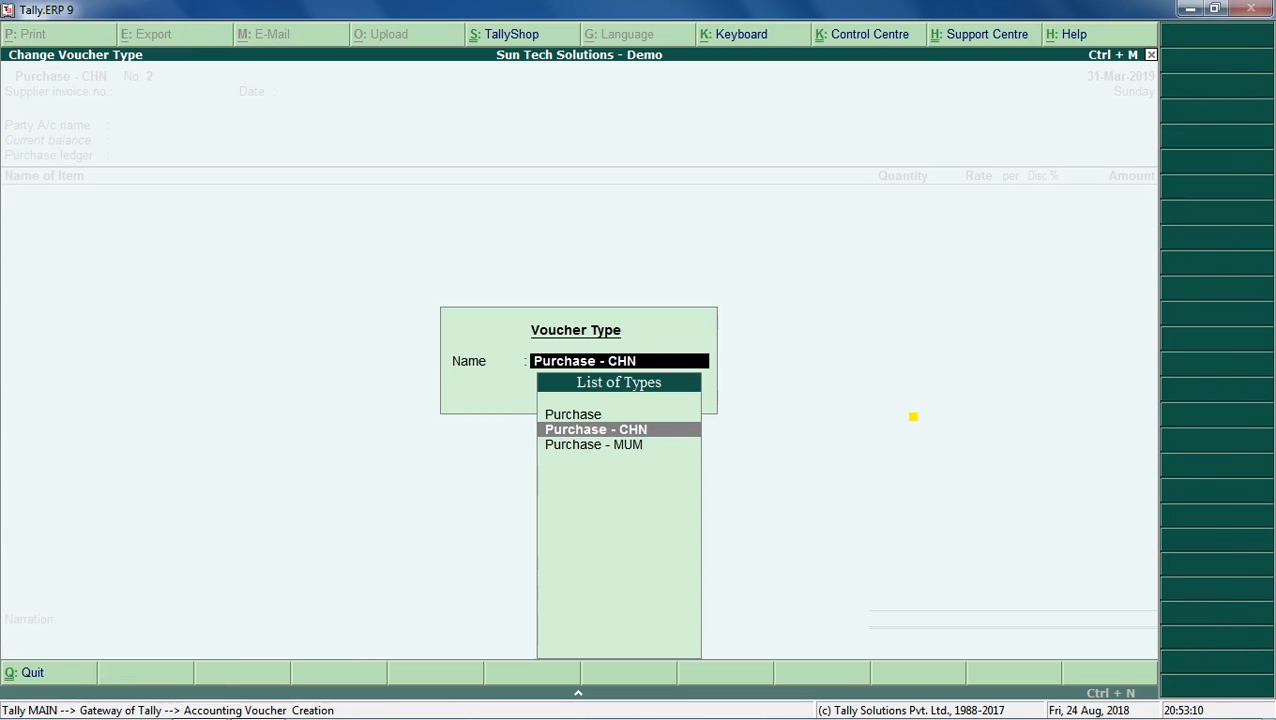 Tally.ERP 9
P: Print E: Export M: E-Mail O: Upload S: TallyShop G: Language K: Keyboard K: Control Centre H: Support Centre H: Help
Change Voucher Type Sun Tech Solutions - Demo Ctrl + M
Purchase - CHN No. 2 31-Mar-2019
Supplier invoice no.: Date : Sunday
Party A/c name :
Current balance :
Purchase ledger :
Name of Item Quantity Rate per Disc % Amount
Voucher Type
Name : Purchase - CHN
List of Types
Purchase
Purchase - CHN
Purchase - MUM
Narration:
Q: Quit
Ctrl + N
Tally MAIN --> Gateway of Tally --> Accounting Voucher Creation (c) Tally Solutions Pvt. Ltd., 1988-2017 Fri, 24 Aug, 2018 20:53:10